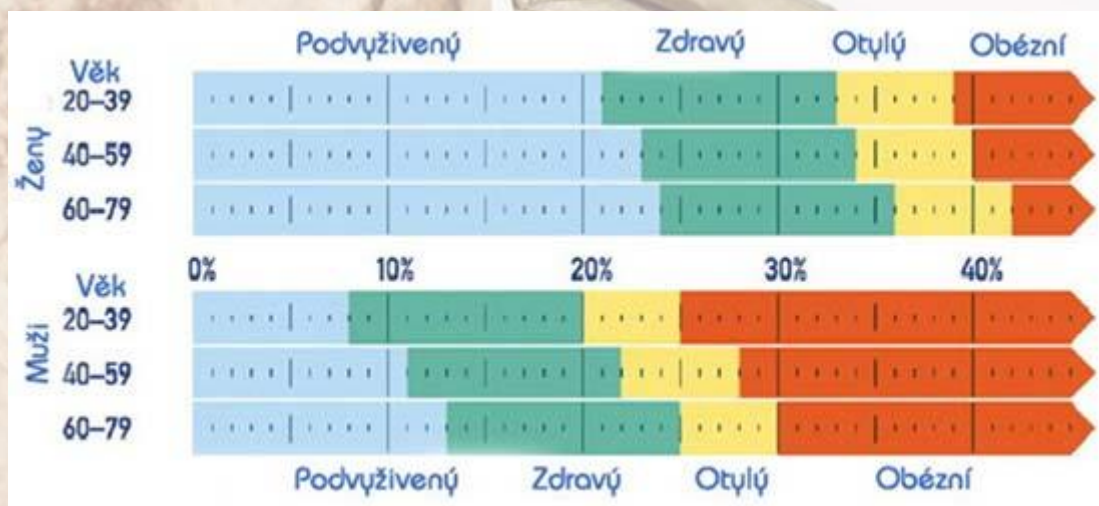 Podvyživený Zdravý Otylý Obézní
Věk
20–39
40–59
60–79
Ženy
0% 10% 20% 30% 40%
Věk
20–39
40–59
60–79
Muži
Podvyživený Zdravý Otylý Obézní